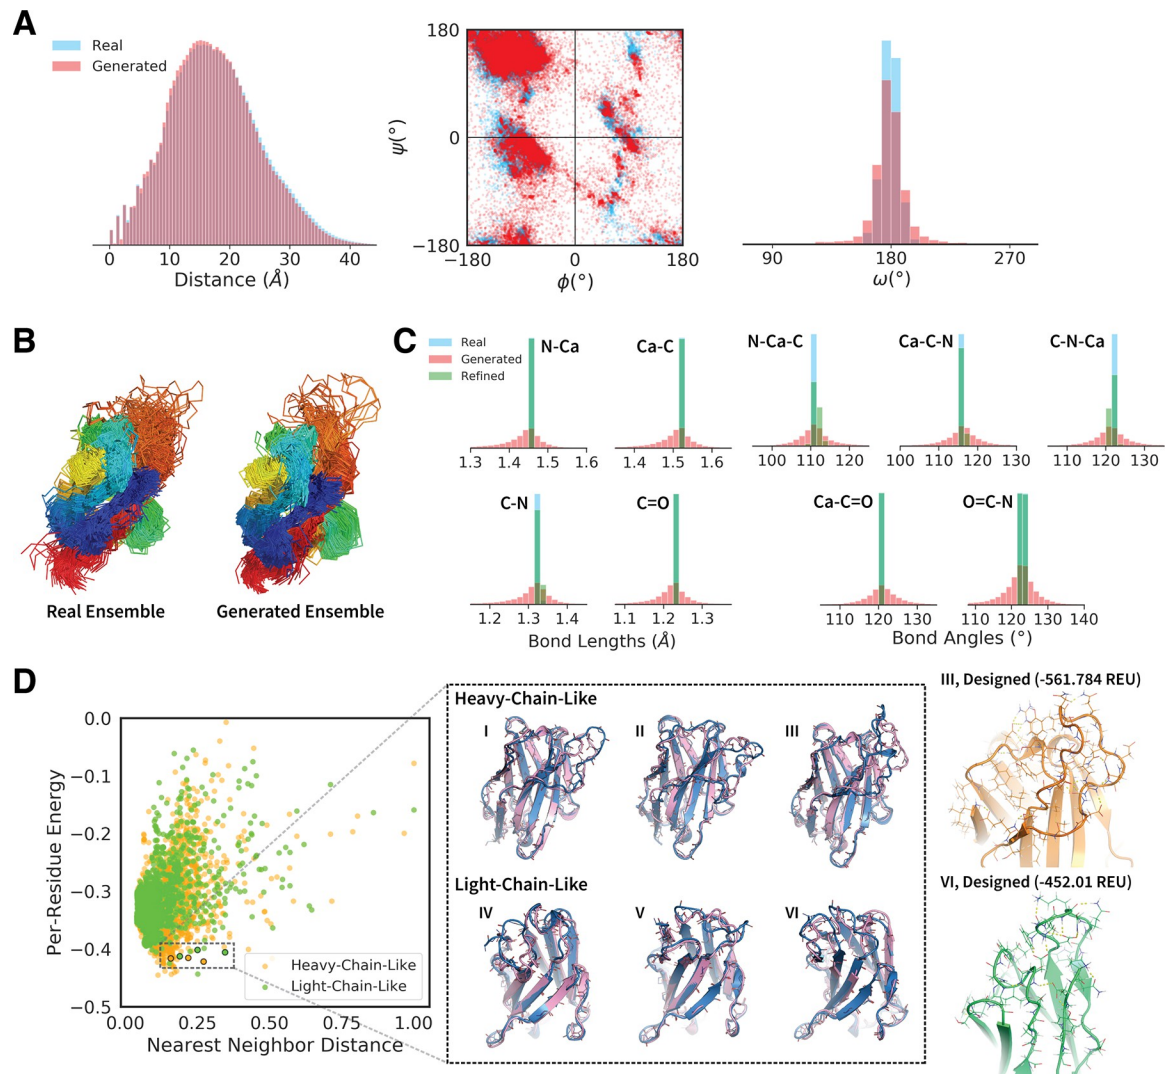 A
Real
Generated
0
10
20
30
40
Distance (Å)
180
0
−180
ψ(°)
−180
0
180
ϕ(°)
90
180
270
ω(°)
B
Real Ensemble
Generated Ensemble
C
Real
Generated
Refined
N-Ca
1.3 1.4 1.5 1.6
Ca-C
1.4 1.5 1.6
N-Ca-C
100 110 120
Ca-C-N
100 110 120 130
C-N-Ca
110 120 130
C-N
1.2 1.3 1.4
C=O
1.1 1.2 1.3
Bond Lengths (Å)
Ca-C=O
110 120 130
O=C-N
110 120 130 140
Bond Angles (°)
D
0.0
−0.1
−0.2
−0.3
−0.4
−0.5
Per-Residue Energy
Heavy-Chain-Like
Light-Chain-Like
0.00 0.25 0.50 0.75 1.00
Nearest Neighbor Distance
Heavy-Chain-Like
I
II
III
Light-Chain-Like
IV
V
VI
III, Designed (-561.784 REU)
VI, Designed (-452.01 REU)